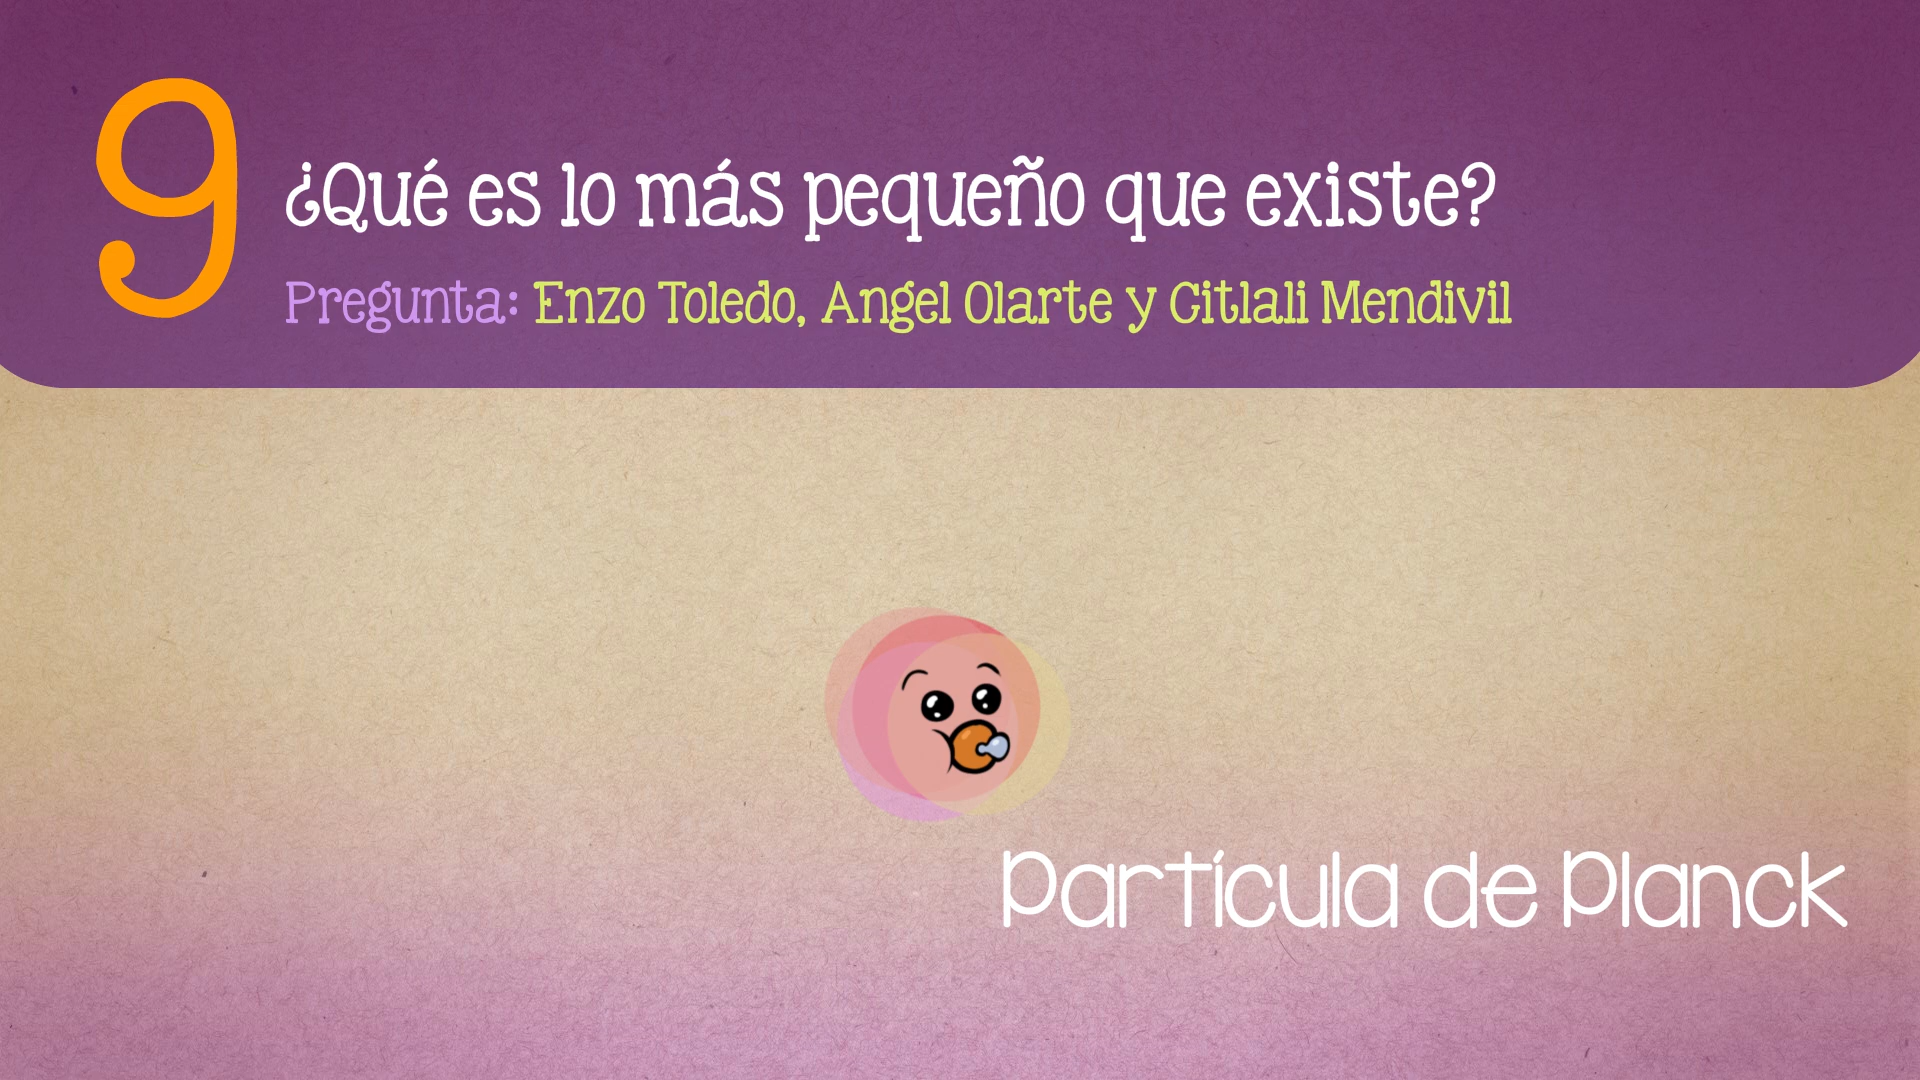 9
¿Qué es lo más pequeño que existe?
Pregunta: Enzo Toledo, Angel Olarte y Citlali Mendivil
Partícula de Planck